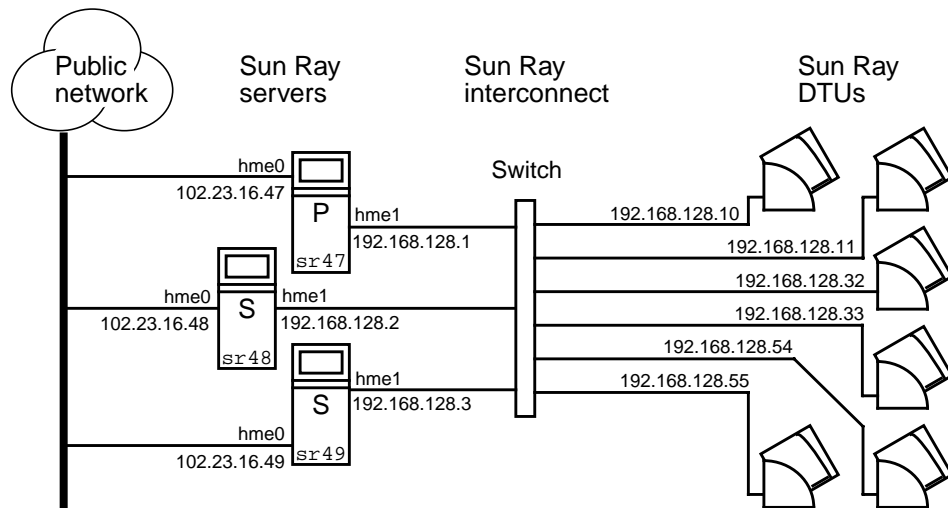 Public
network
Sun Ray
servers
Sun Ray
interconnect
Sun Ray
DTUs
hme0
102.23.16.47
P
sr47
hme1
192.168.128.1
Switch
hme0
102.23.16.48
S
sr48
hme1
192.168.128.2
hme0
102.23.16.49
S
sr49
hme1
192.168.128.3
192.168.128.10
192.168.128.11
192.168.128.32
192.168.128.33
192.168.128.54
192.168.128.55